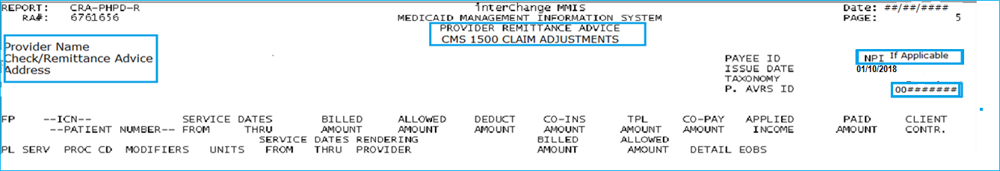 REPORT: CRA-PHPD-R interChange MMIS Date: ##/##/####
RA#: 6761656 MEDICAID MANAGEMENT INFORMATION SYSTEM PAGE: 5
PROVIDER REMITTANCE ADVICE
CMS 1500 CLAIM ADJUSTMENTS
Provider Name
Check/Remittance Advice
Address
PAYEE ID NPI If Applicable
ISSUE DATE 01/10/2018
TAXONOMY
P. AVRS ID 00#######
FP --ICN-- SERVICE DATES BILLED ALLOWED DEDUCT CO-INS TPL CO-PAY APPLIED PAID CLIENT
--PATIENT NUMBER-- FROM THRU AMOUNT AMOUNT AMOUNT AMOUNT AMOUNT AMOUNT INCOME AMOUNT CONTR.
SERVICE DATES RENDERING BILLED ALLOWED
PL SERV PROC CD MODIFIERS UNITS FROM THRU PROVIDER AMOUNT AMOUNT DETAIL EOBS